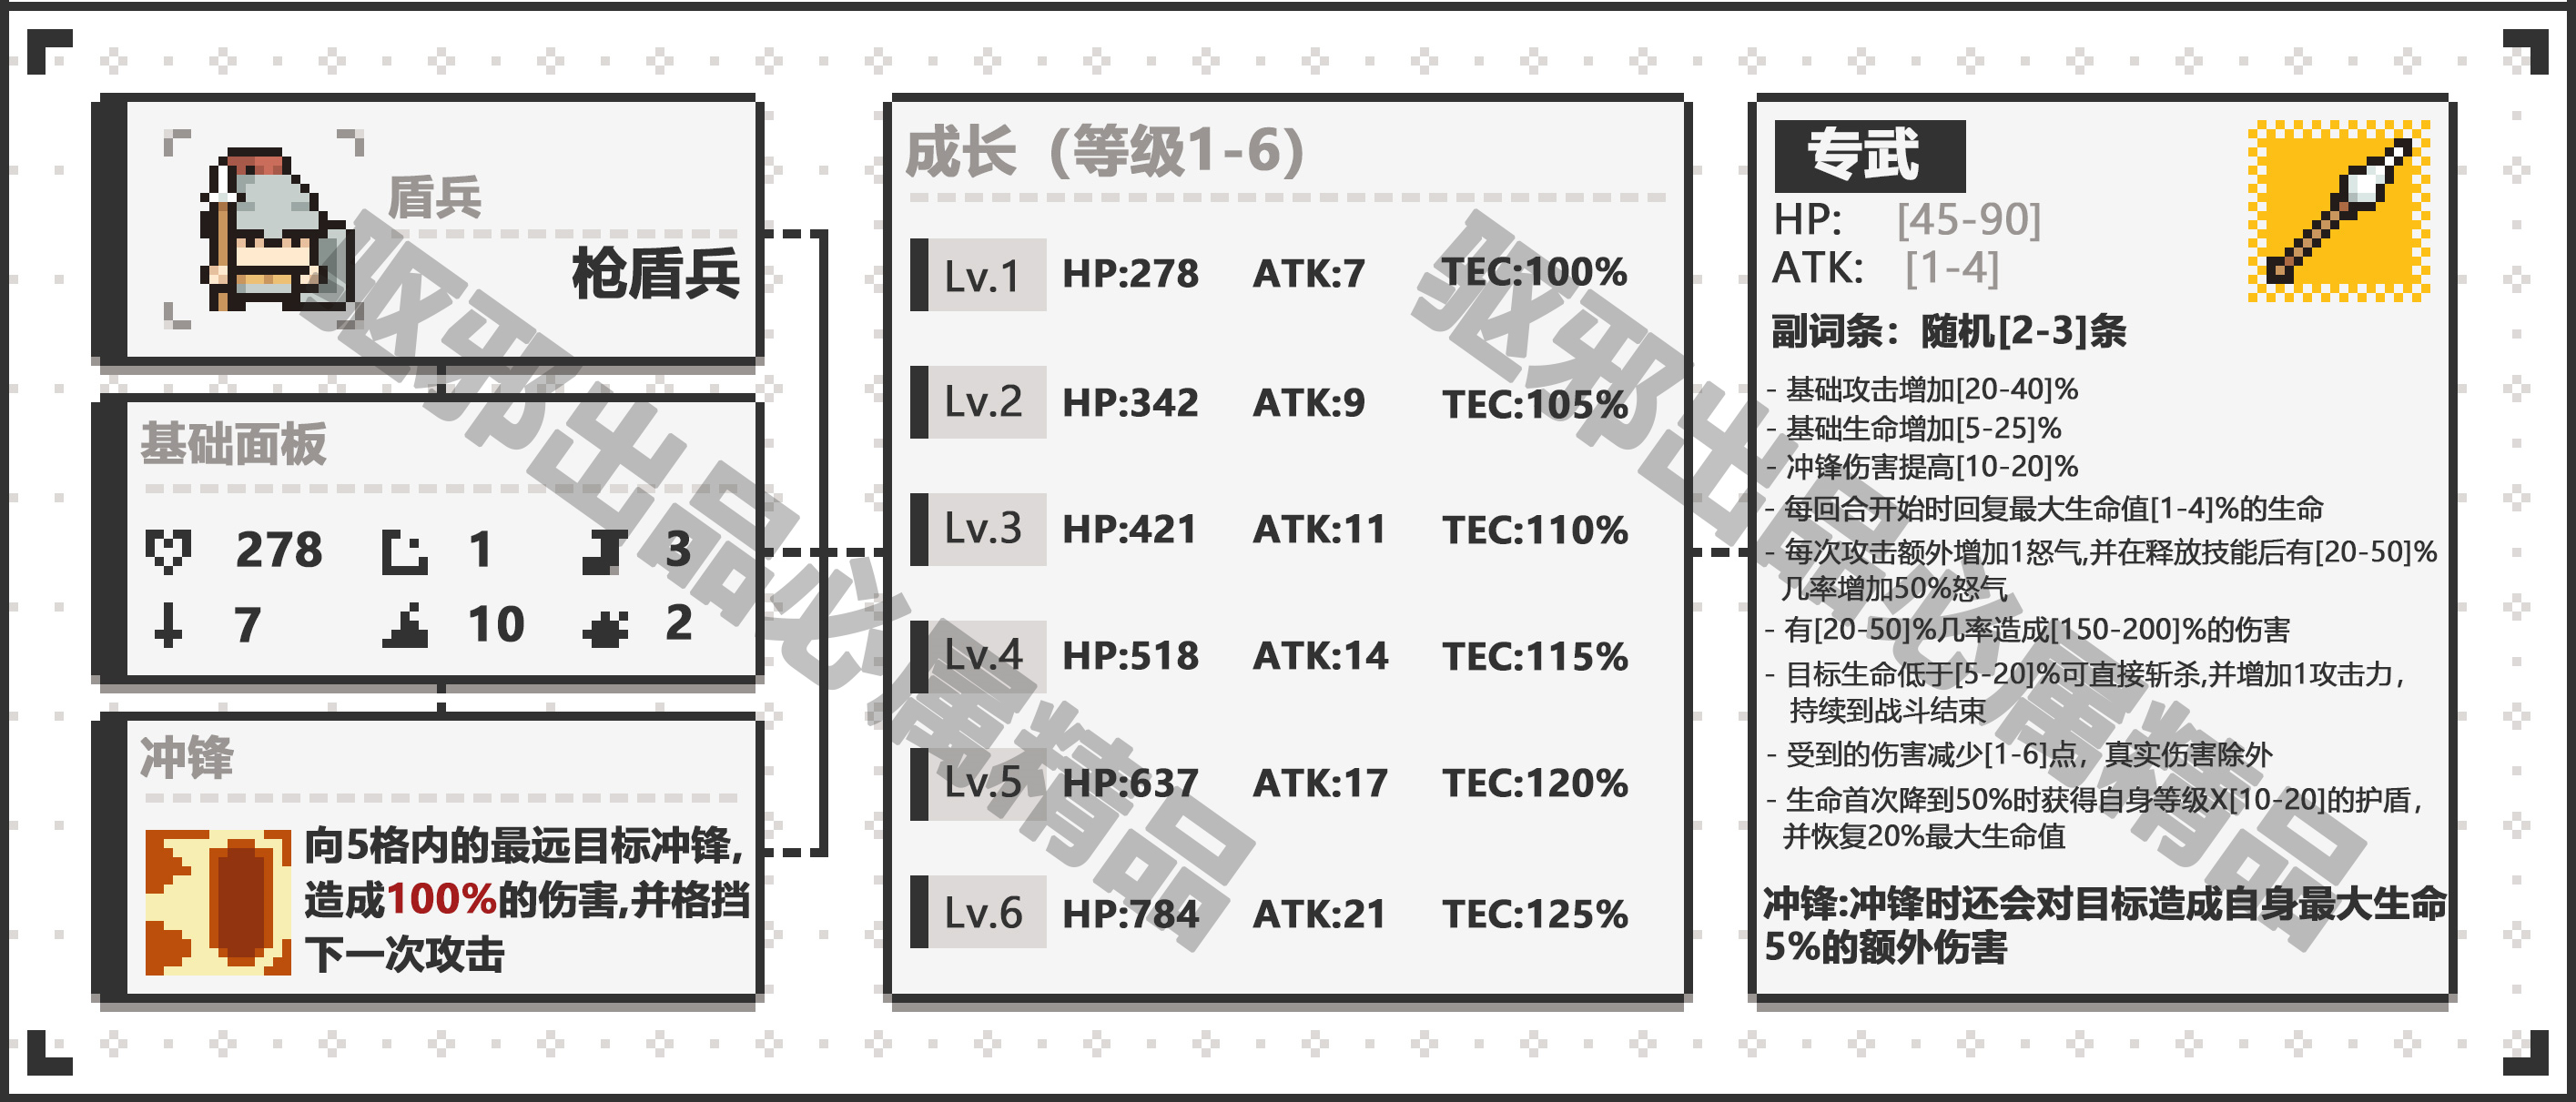 盾兵
枪盾兵
基础面板
278 1 3
7 10 2
冲锋
向5格内的最远目标冲锋,
造成100%的伤害,并格挡
下一次攻击
成长（等级1-6）
Lv.1 HP:278 ATK:7 TEC:100%
Lv.2 HP:342 ATK:9 TEC:105%
Lv.3 HP:421 ATK:11 TEC:110%
Lv.4 HP:518 ATK:14 TEC:115%
Lv.5 HP:637 ATK:17 TEC:120%
Lv.6 HP:784 ATK:21 TEC:125%
专武
HP: [45-90]
ATK: [1-4]
副词条：随机[2-3]条
- 基础攻击增加[20-40]%
- 基础生命增加[5-25]%
- 冲锋伤害提高[10-20]%
- 每回合开始时回复最大生命值[1-4]%的生命
- 每次攻击额外增加1怒气,并在释放技能后有[20-50]%
几率增加50%怒气
- 有[20-50]%几率造成[150-200]%的伤害
- 目标生命低于[5-20]%可直接斩杀,并增加1攻击力，
持续到战斗结束
- 受到的伤害减少[1-6]点，真实伤害除外
- 生命首次降到50%时获得自身等级X[10-20]的护盾，
并恢复20%最大生命值
冲锋:冲锋时还会对目标造成自身最大生命
5%的额外伤害
驱邪出品必属精品
驱邪出品必属精品